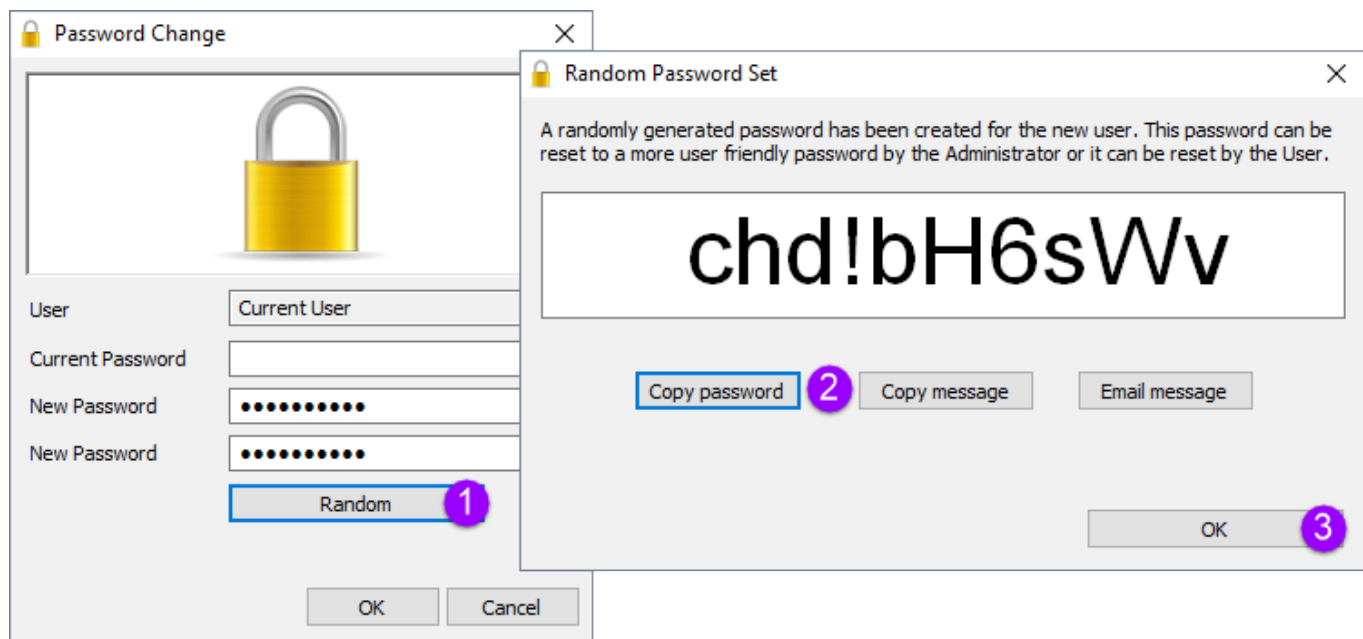 Password Change
User
Current User
Current Password
New Password
••••••••••
New Password
••••••••••
Random
1
OK
Cancel
Random Password Set
A randomly generated password has been created for the new user. This password can be
reset to a more user friendly password by the Administrator or it can be reset by the User.
chd!bH6sWv
Copy password
2
Copy message
Email message
OK
3